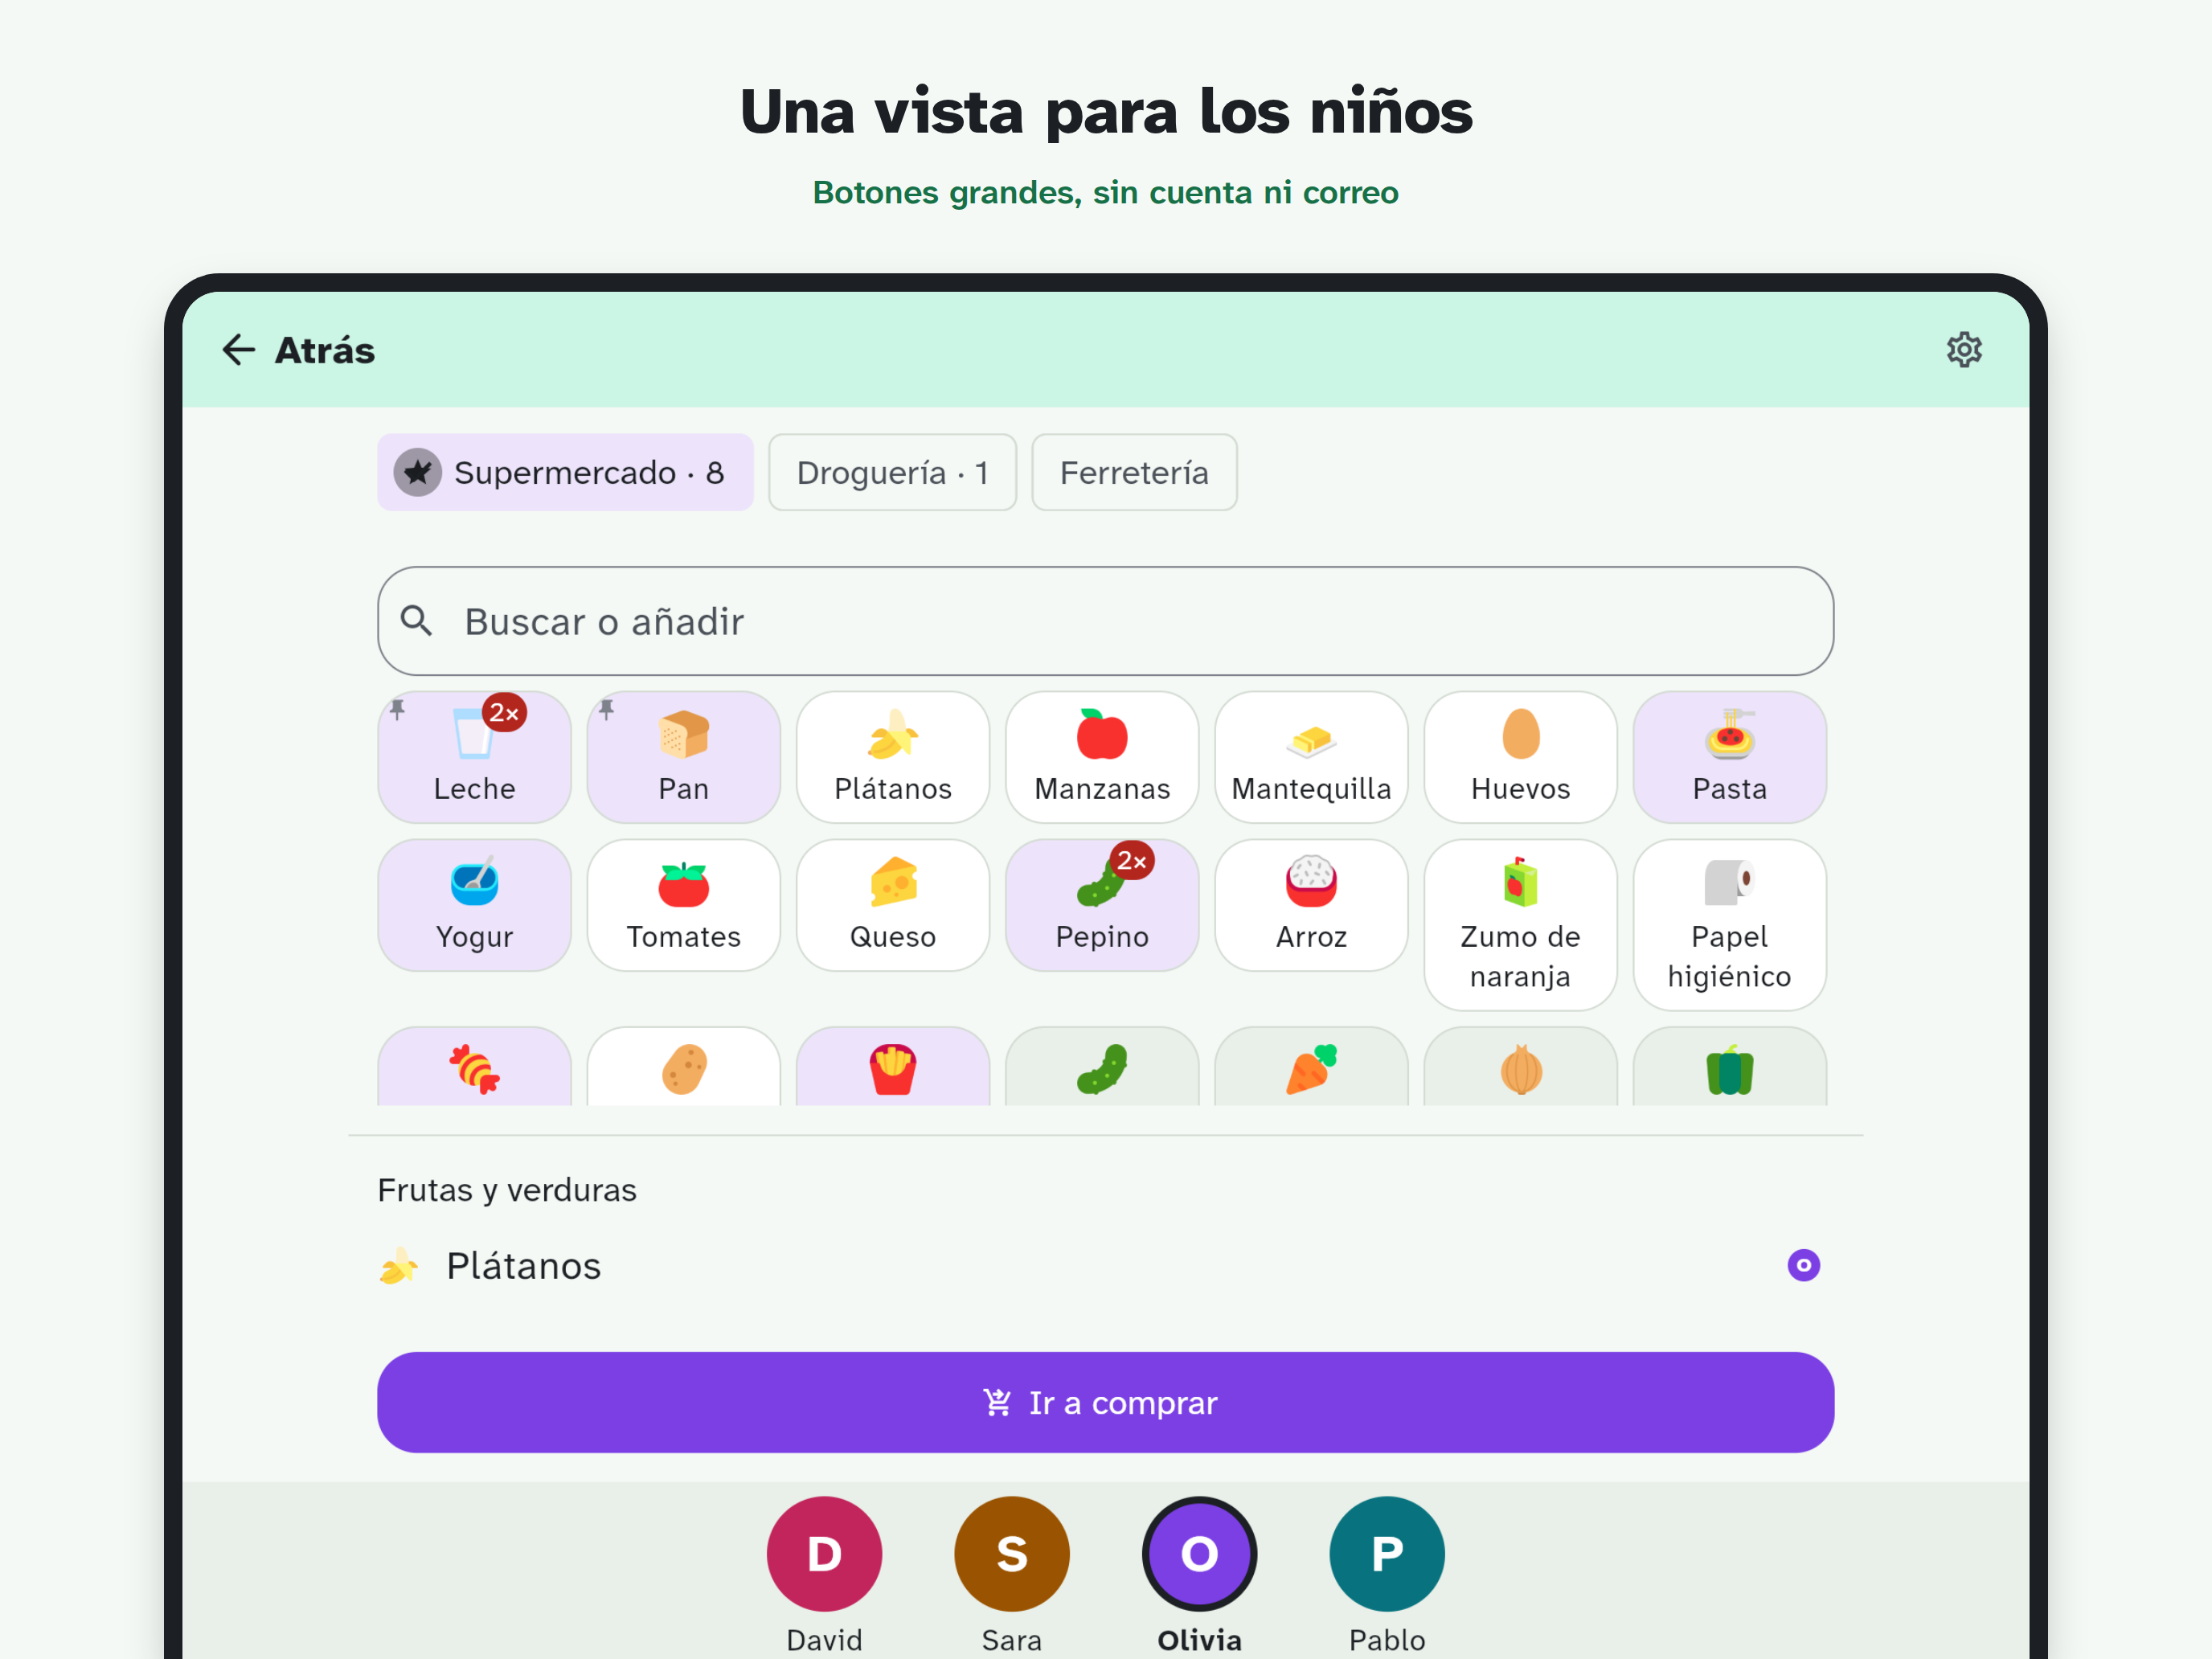 Una vista para los niños
Botones grandes, sin cuenta ni correo
Atrás
Supermercado · 8
Droguería · 1
Ferretería
Buscar o añadir
2×
Leche
Pan
Plátanos
Manzanas
Mantequilla
Huevos
Pasta
Yogur
Tomates
Queso
2×
Pepino
Arroz
Zumo de
naranja
Papel
higiénico
Frutas y verduras
Plátanos
O
Ir a comprar
D
S
O
P
David
Sara
Olivia
Pablo